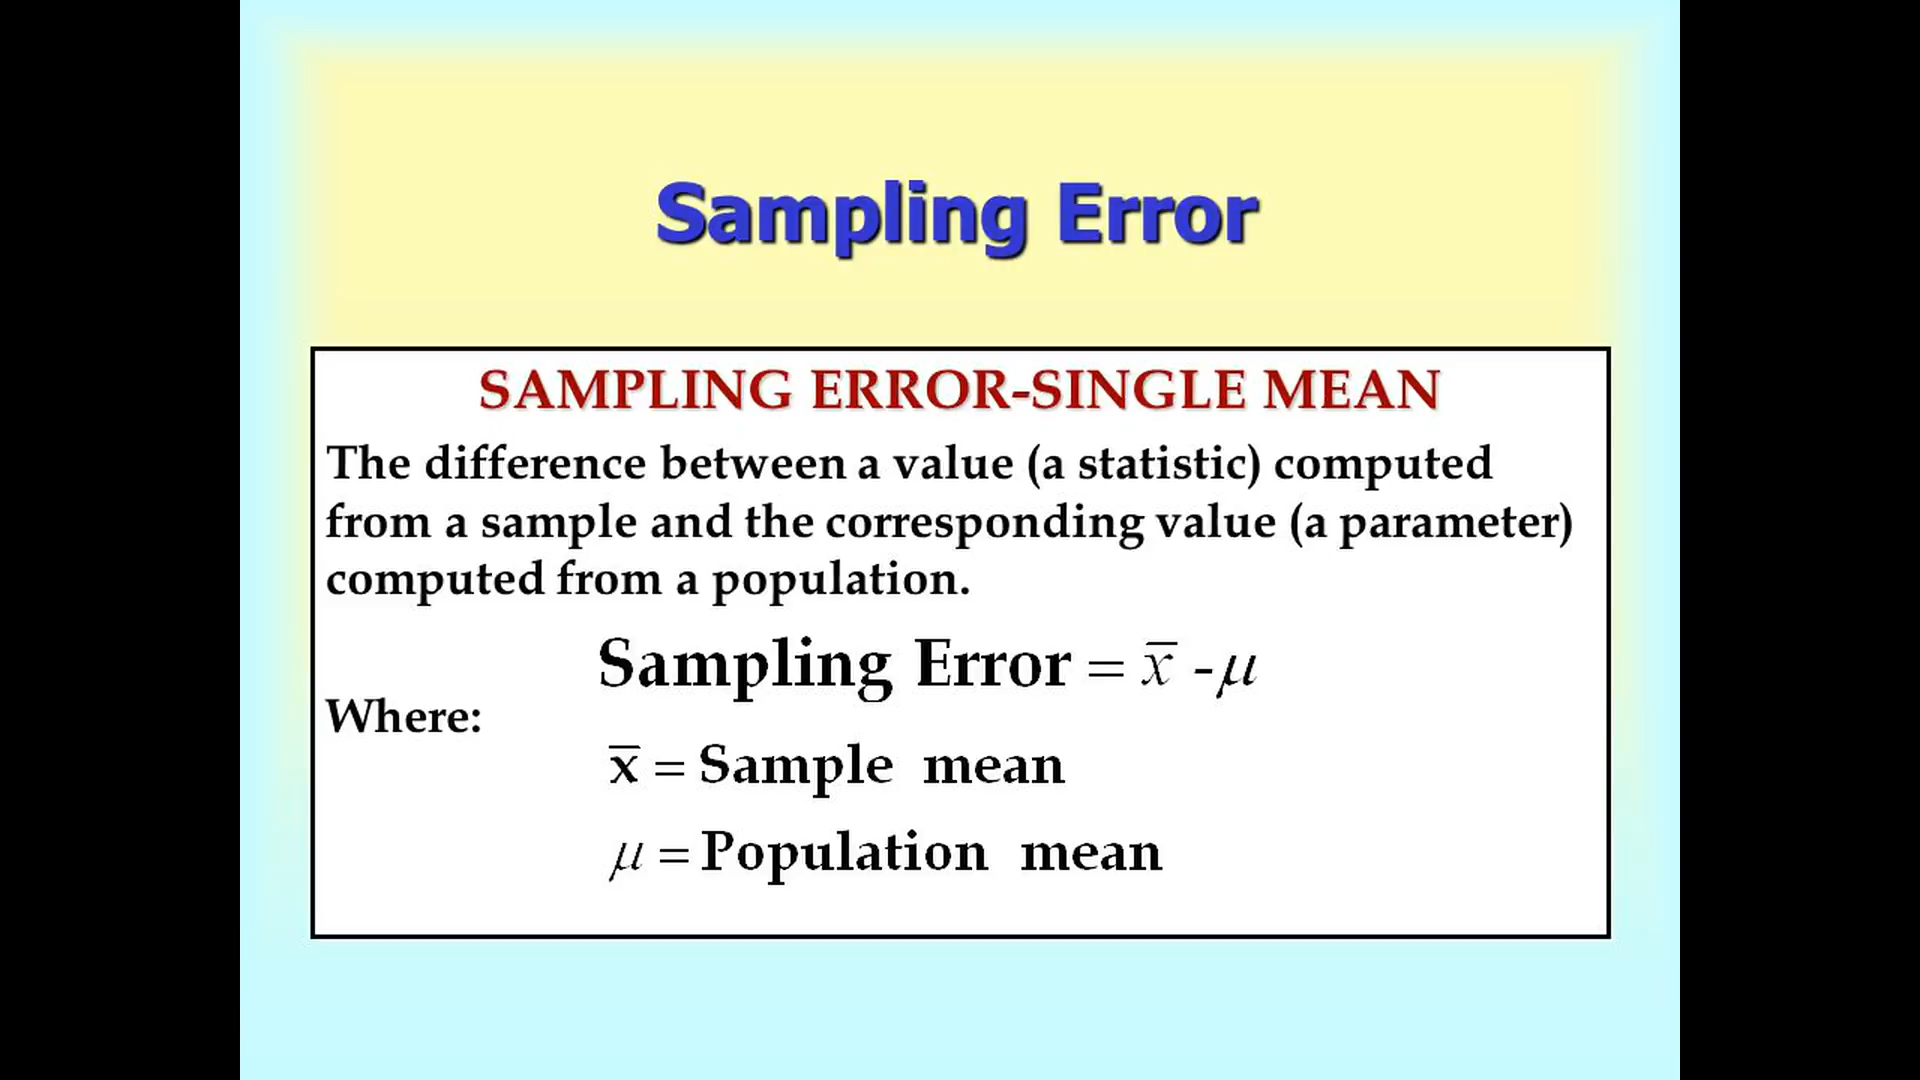 Sampling Error
SAMPLING ERROR-SINGLE MEAN
The difference between a value (a statistic) computed
from a sample and the corresponding value (a parameter)
computed from a population.
Sampling Error = x̅ - μ
Where:
x̅ = Sample mean
μ = Population mean